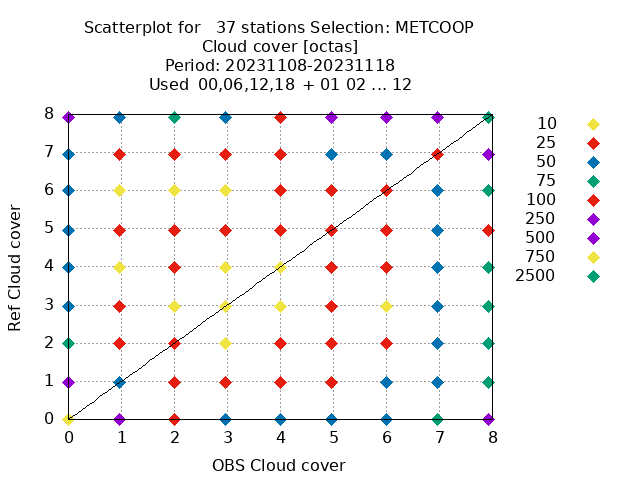 Scatterplot for   37 stations Selection: METCOOP
Cloud cover [octas]
Period: 20231108-20231118
Used  00,06,12,18 + 01 02 ... 12
8
7
6
5
4
3
2
1
0
Ref Cloud cover
0 1 2 3 4 5 6 7 8
OBS Cloud cover
10
25
50
75
100
250
500
750
2500